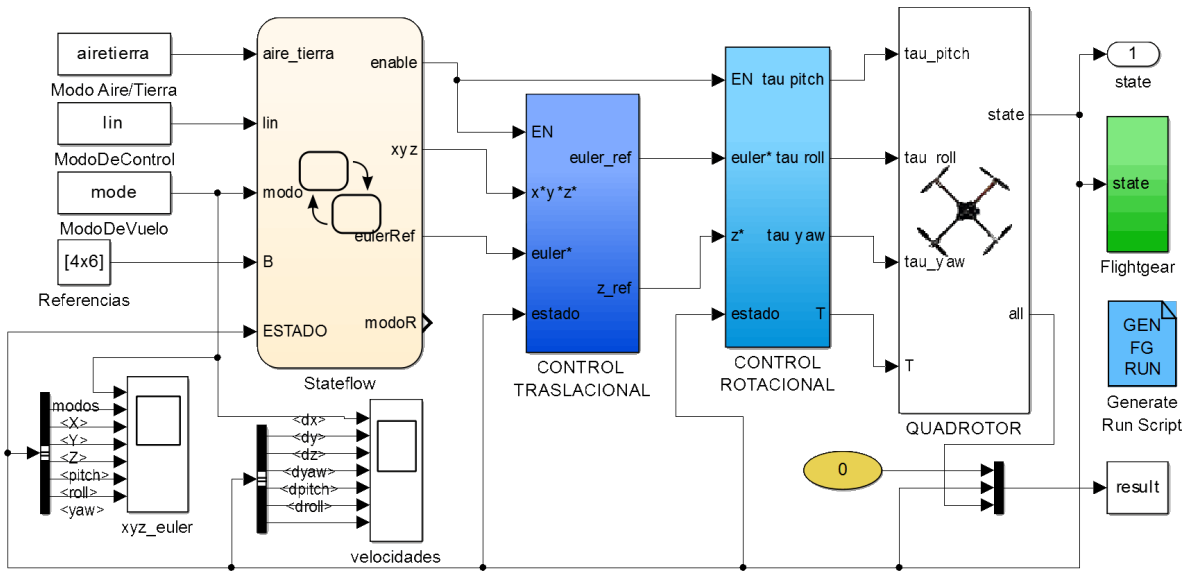 airetierra
Modo Aire/Tierra
lin
ModoDeControl
mode
ModoDeVuelo
[4x6]
Referencias
aire_tierra
lin
modo
B
ESTADO
enable
xyz
eulerRef
modoR
Stateflow
EN
x*y*z*
euler*
estado
euler_ref
z_ref
CONTROL
TRASLACIONAL
EN
euler*
z*
estado
tau pitch
tau roll
tau yaw
T
CONTROL
ROTACIONAL
tau_pitch
tau_roll
tau_yaw
T
state
all
QUADROTOR
1
state
state
Flightgear
GEN
FG
RUN
Generate
Run Script
modos
<X>
<Y>
<Z>
<pitch>
<roll>
<yaw>
xyz_euler
<dx>
<dy>
<dz>
<dyaw>
<dpitch>
<droll>
velocidades
0
result